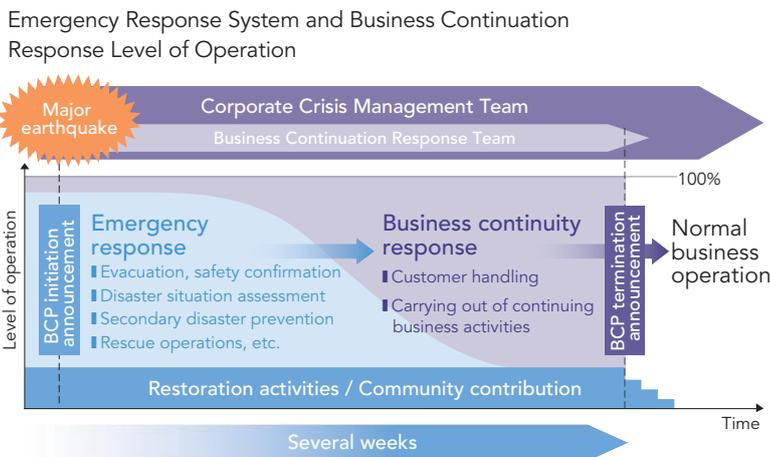 Emergency Response System and Business Continuation
Response Level of Operation
Major
earthquake
Corporate Crisis Management Team
Business Continuation Response Team
100%
Level of operation
BCP initiation
announcement
Emergency
response
Evacuation, safety confirmation
Disaster situation assessment
Secondary disaster prevention
Rescue operations, etc.
Business continuity
response
Customer handling
Carrying out of continuing
business activities
BCP termination
announcement
Normal
business
operation
Restoration activities / Community contribution
Time
Several weeks